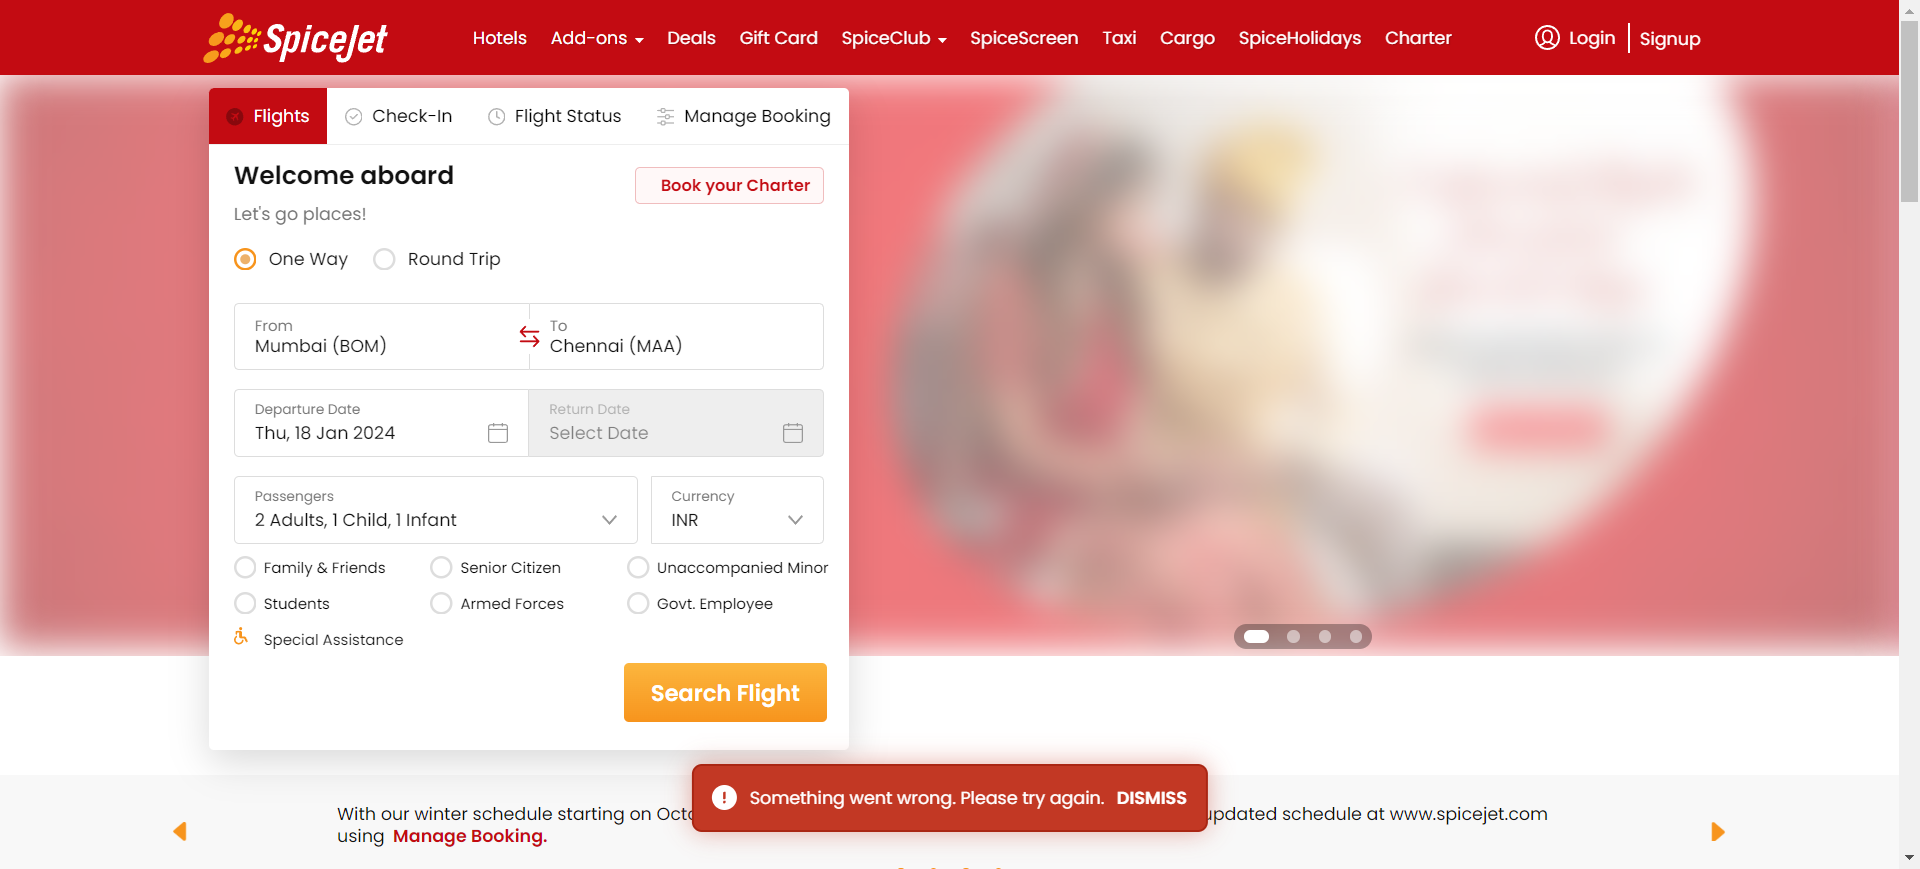 SpiceJet
Hotels Add-ons Deals Gift Card SpiceClub SpiceScreen Taxi Cargo SpiceHolidays Charter Login Signup
Flights Check-In Flight Status Manage Booking
Welcome aboard
Book your Charter
Let's go places!
One Way Round Trip
From To
Mumbai (BOM) Chennai (MAA)
Departure Date Return Date
Thu, 18 Jan 2024 Select Date
Passengers Currency
2 Adults, 1 Child, 1 Infant INR
Family & Friends Senior Citizen Unaccompanied Minor
Students Armed Forces Govt. Employee
Special Assistance
Search Flight
Something went wrong. Please try again. DISMISS
With our winter schedule starting on updated schedule at www.spicejet.com
using Manage Booking.